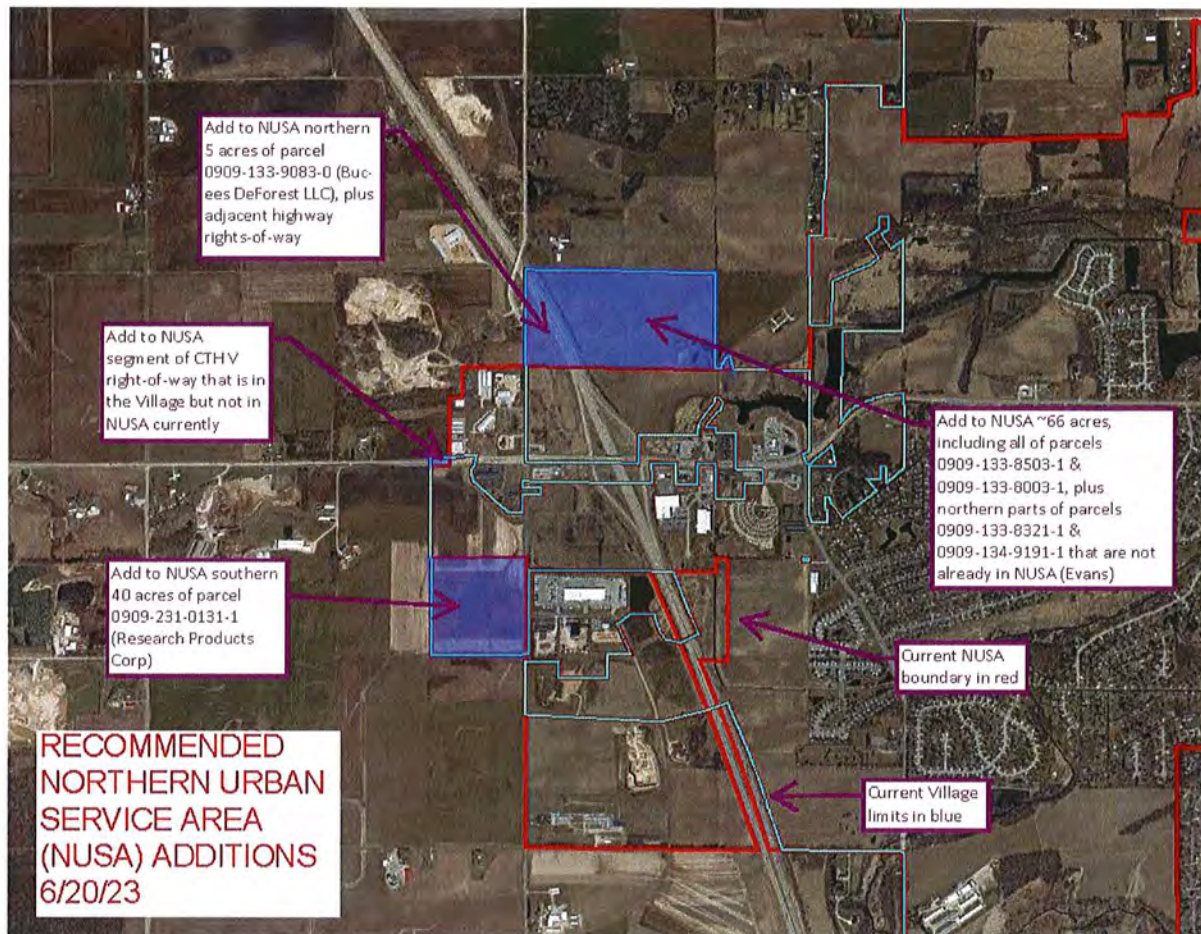 Add to NUSA northern
5 acres of parcel
0909-133-9083-0 (Buc-
ees DeForest LLC), plus
adjacent highway
rights-of-way
Add to NUSA
segment of CTH V
right-of-way that is in
the Village but not in
NUSA currently
Add to NUSA ~66 acres,
including all of parcels
0909-133-8503-1 &
0909-133-8003-1, plus
northern parts of parcels
0909-133-8321-1 &
0909-134-9191-1 that are not
already in NUSA (Evans)
Add to NUSA southern
40 acres of parcel
0909-231-0131-1
(Research Products
Corp)
Current NUSA
boundary in red
Current Village
limits in blue
RECOMMENDED
NORTHERN URBAN
SERVICE AREA
(NUSA) ADDITIONS
6/20/23